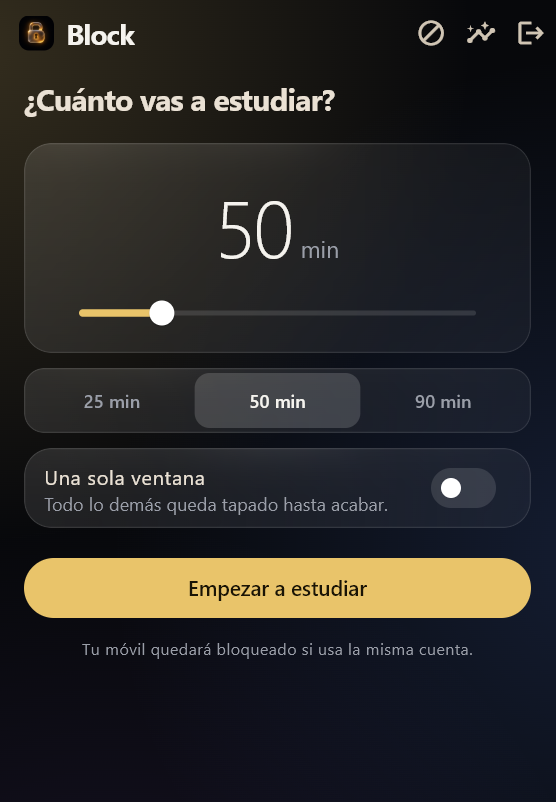 Block
¿Cuánto vas a estudiar?
50 min
25 min 50 min 90 min
Una sola ventana
Todo lo demás queda tapado hasta acabar.
Empezar a estudiar
Tu móvil quedará bloqueado si usa la misma cuenta.